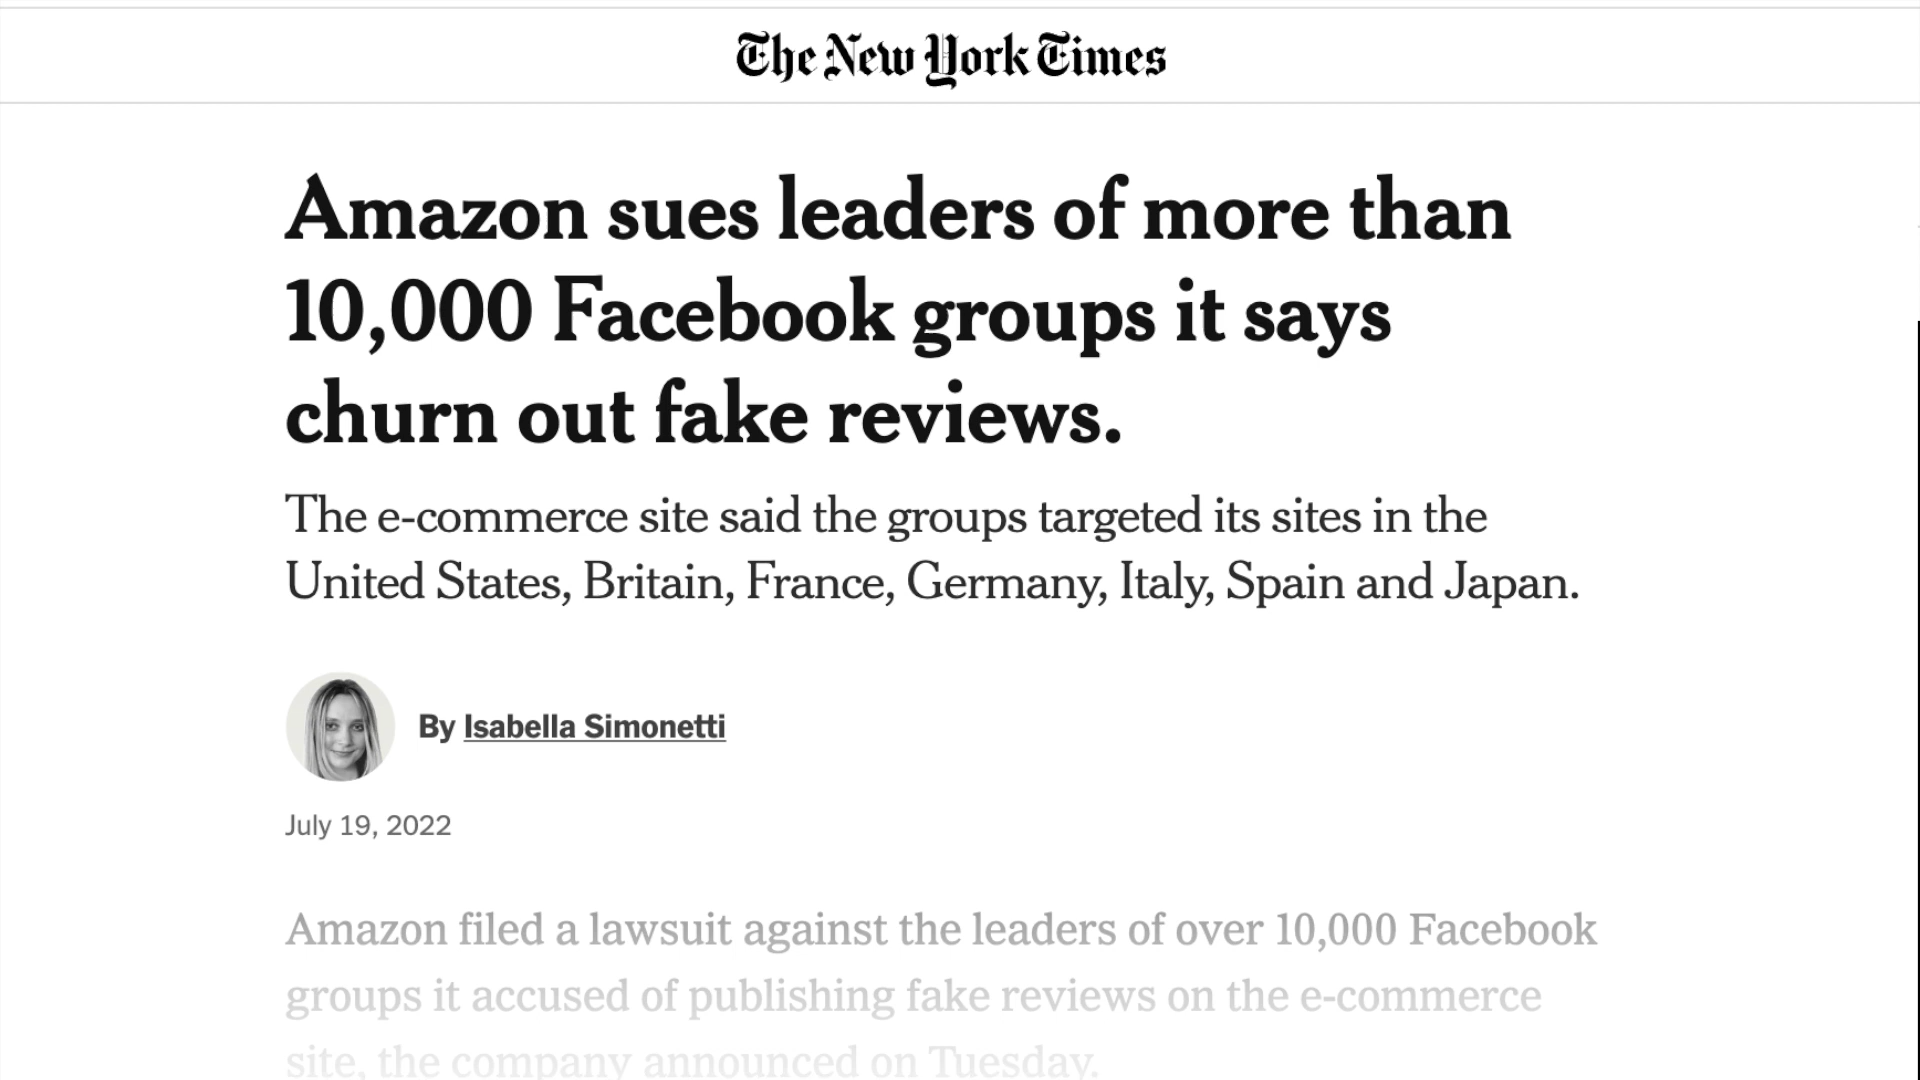 The New York Times
Amazon sues leaders of more than
10,000 Facebook groups it says
churn out fake reviews.
The e-commerce site said the groups targeted its sites in the
United States, Britain, France, Germany, Italy, Spain and Japan.
By Isabella Simonetti
July 19, 2022
Amazon filed a lawsuit against the leaders of over 10,000 Facebook
groups it accused of publishing fake reviews on the e-commerce
site, the company announced on Tuesday.